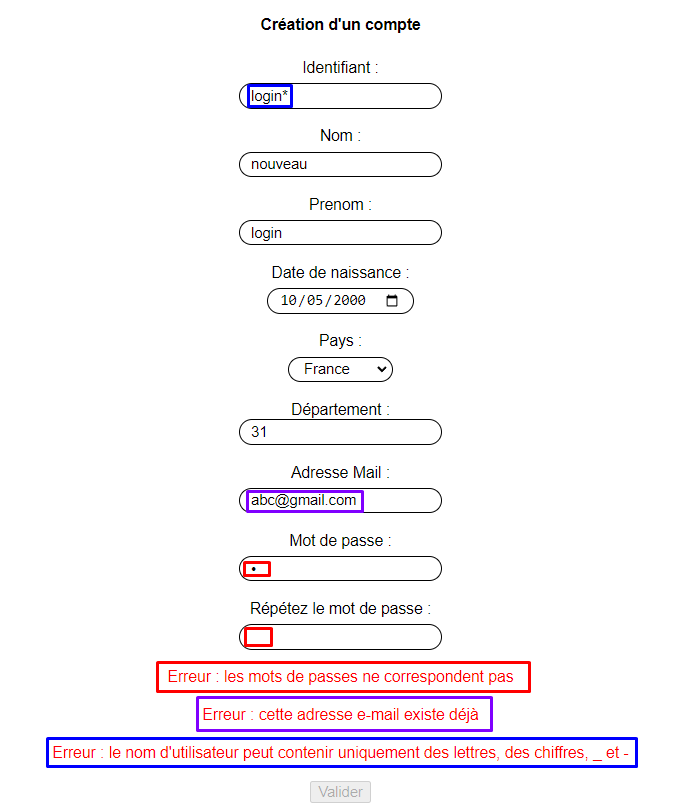 Création d'un compte
Identifiant :
login*
Nom :
nouveau
Prenom :
login
Date de naissance :
10/05/2000
Pays :
France
Département :
31
Adresse Mail :
abc@gmail.com
Mot de passe :
•
Répétez le mot de passe :
Erreur : les mots de passes ne correspondent pas
Erreur : cette adresse e-mail existe déjà
Erreur : le nom d'utilisateur peut contenir uniquement des lettres, des chiffres, _ et -
Valider